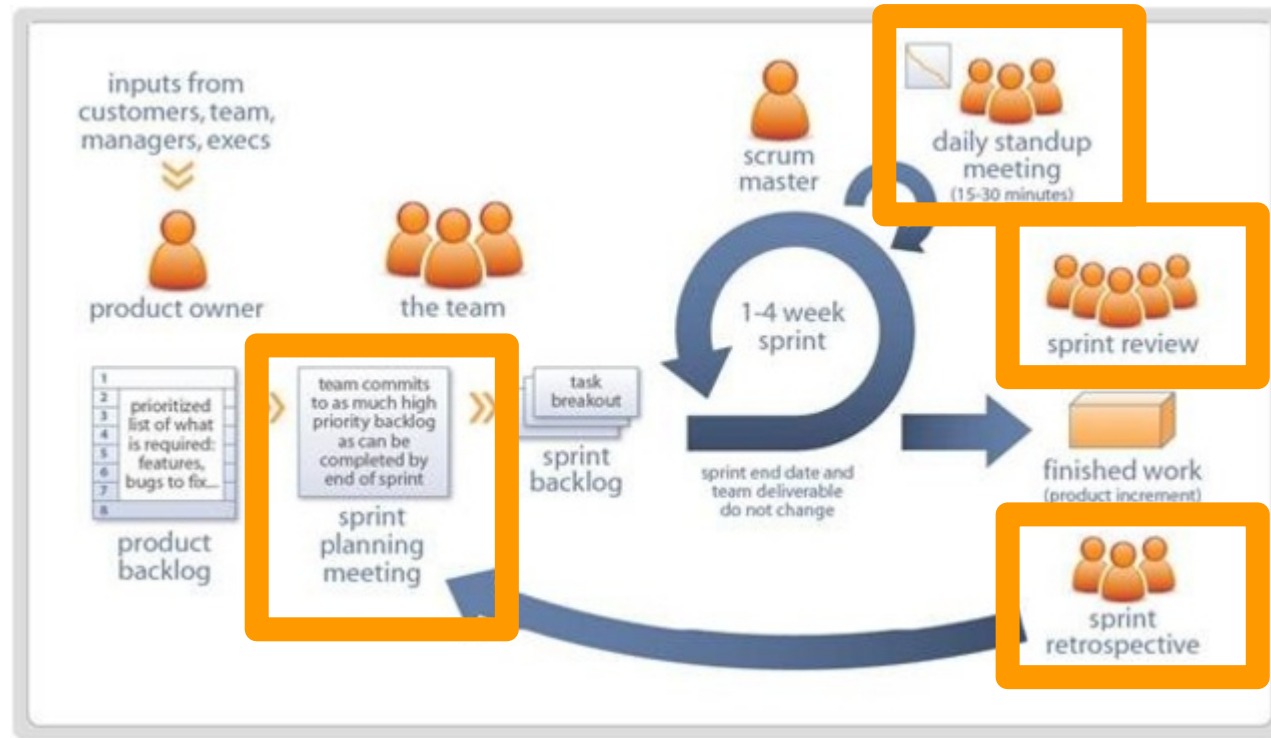 inputs from
customers, team,
managers, execs
product owner
the team
1
2
3
4
5
6
7
8
prioritized
list of what
is required:
features,
bugs to fix...
product
backlog
team commits
to as much high
priority backlog
as can be
completed by
end of sprint
sprint
planning
meeting
task
breakout
sprint
backlog
scrum
master
1-4 week
sprint
sprint end date and
team deliverable
do not change
daily standup
meeting
(15-30 minutes)
sprint review
finished work
(product increment)
sprint
retrospective